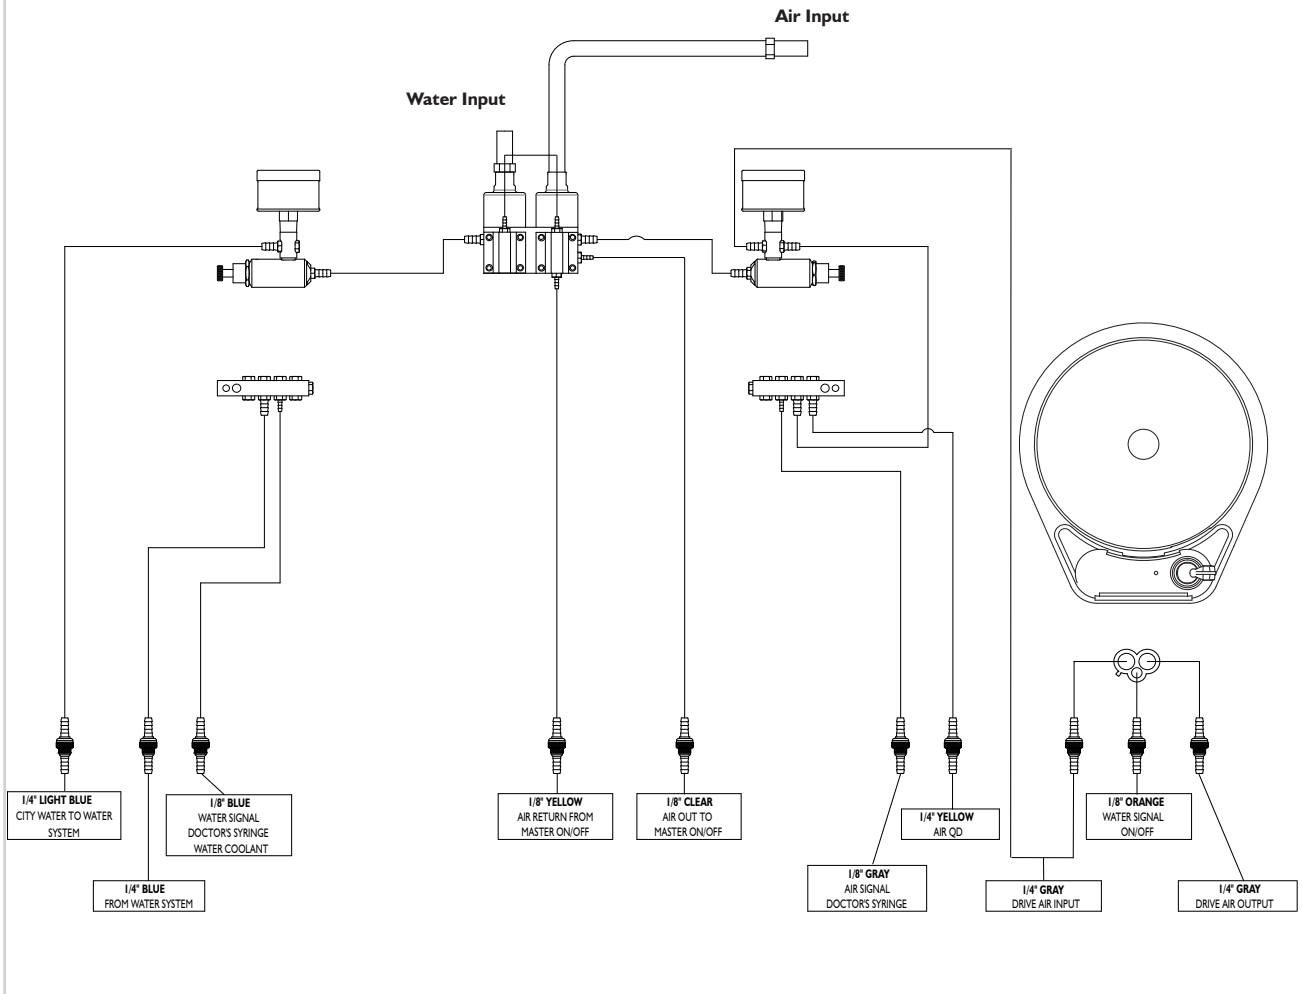 Air Input
Water Input
1/4" LIGHT BLUE
CITY WATER TO WATER
SYSTEM
1/8" BLUE
WATER SIGNAL
DOCTOR'S SYRINGE
WATER COOLANT
1/4" BLUE
FROM WATER SYSTEM
1/8" YELLOW
AIR RETURN FROM
MASTER ON/OFF
1/8" CLEAR
AIR OUT TO
MASTER ON/OFF
1/8" GRAY
AIR SIGNAL
DOCTOR'S SYRINGE
1/4" YELLOW
AIR QD
1/4" GRAY
DRIVE AIR INPUT
1/8" ORANGE
WATER SIGNAL
ON/OFF
1/4" GRAY
DRIVE AIR OUTPUT